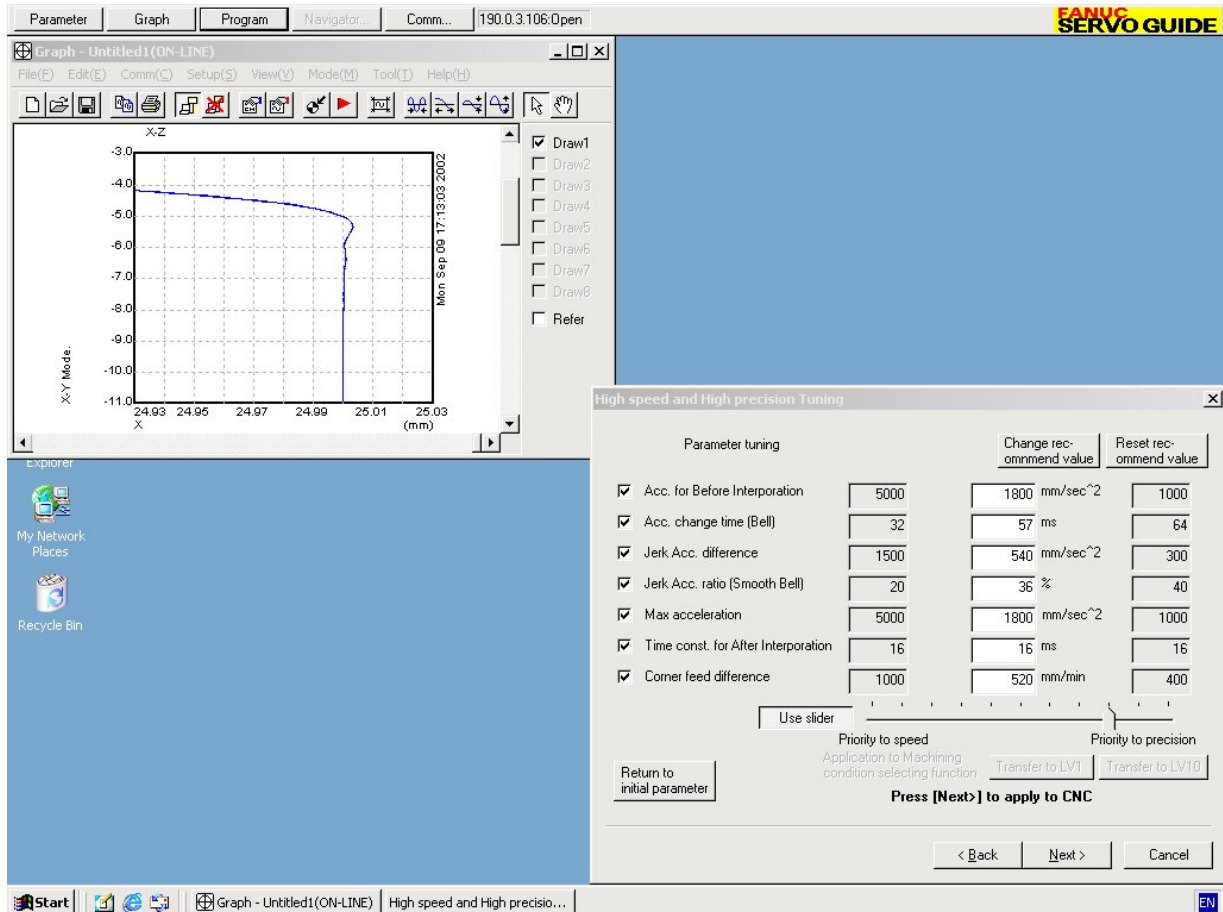 Parameter Graph Program Navigator... Comm... 190.0.3.106:Open
FANUC
SERVO GUIDE
Graph - Untitled1(ON-LINE)
File(F) Edit(E) Comm(C) Setup(S) View(V) Mode(M) Tool(T) Help(H)
X-Z
-3.0
-4.0
-5.0
-6.0
-7.0
-8.0
-9.0
-10.0
-11.0
24.93 24.95 24.97 24.99 25.01 25.03
X (mm)
X-Y Mode.
Mon Sep 09 17:13:03 2002
Draw1
Draw2
Draw3
Draw4
Draw5
Draw6
Draw7
Draw8
Refer
Explorer
My Network
Places
Recycle Bin
High speed and High precision Tuning
Parameter tuning
Change rec-
omnmend value
Reset rec-
ommend value
Acc. for Before Interporation 5000 1800 mm/sec^2 1000
Acc. change time (Bell) 32 57 ms 64
Jerk Acc. difference 1500 540 mm/sec^2 300
Jerk Acc. ratio (Smooth Bell) 20 36 % 40
Max acceleration 5000 1800 mm/sec^2 1000
Time const. for After Interporation 16 16 ms 16
Corner feed difference 1000 520 mm/min 400
Use slider
Priority to speed Priority to precision
Application to Machining
condition selecting function
Transfer to LV1 Transfer to LV10
Return to
initial parameter
Press [Next>] to apply to CNC
< Back Next > Cancel
Start Graph - Untitled1(ON-LINE) High speed and High precisio... EN